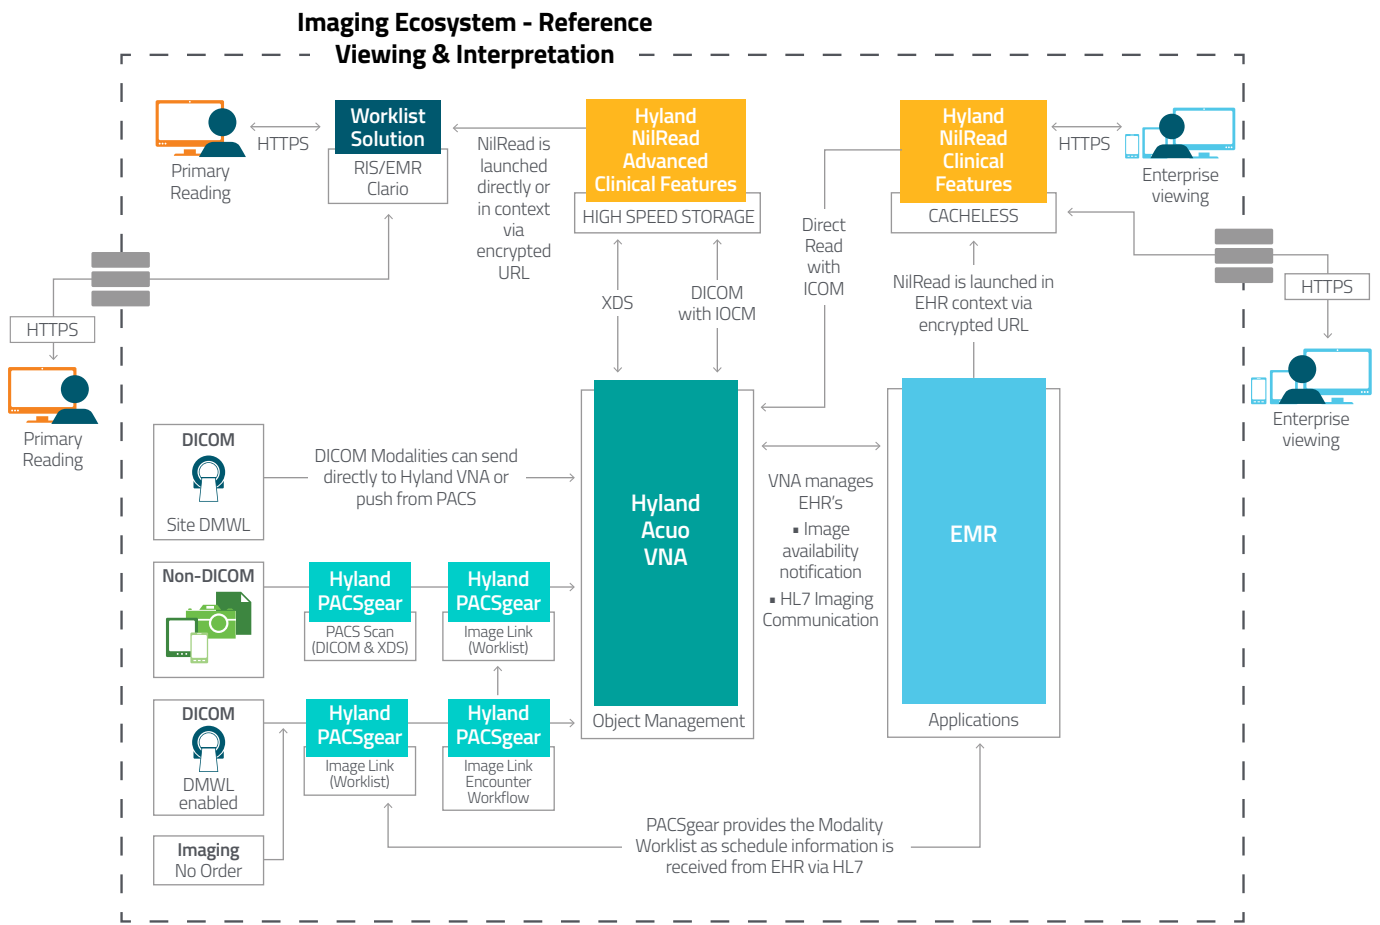 Imaging Ecosystem - Reference
Viewing & Interpretation
Primary
Reading
HTTPS
Worklist
Solution
RIS/EMR
Clario
NilRead is
launched
directly or
in context
via
encrypted
URL
Hyland
NilRead
Advanced
Clinical Features
HIGH SPEED STORAGE
XDS
DICOM
with IOCM
Direct
Read
with
ICOM
Hyland
NilRead
Clinical
Features
CACHELESS
HTTPS
Enterprise
viewing
NilRead is launched in
EHR context via
encrypted URL
HTTPS
Primary
Reading
HTTPS
Enterprise
viewing
DICOM
Site DMWL
DICOM Modalities can send
directly to Hyland VNA or
push from PACS
Non-DICOM
Hyland
PACSgear
PACS Scan
(DICOM & XDS)
Hyland
PACSgear
Image Link
(Worklist)
DICOM
DMWL
enabled
Hyland
PACSgear
Image Link
(Worklist)
Hyland
PACSgear
Image Link
Encounter
Workflow
Imaging
No Order
Hyland
Acuo
VNA
Object Management
VNA manages
EHR's
▪ Image
availability
notification
▪ HL7 Imaging
Communication
EMR
Applications
PACSgear provides the Modality
Worklist as schedule information is
received from EHR via HL7